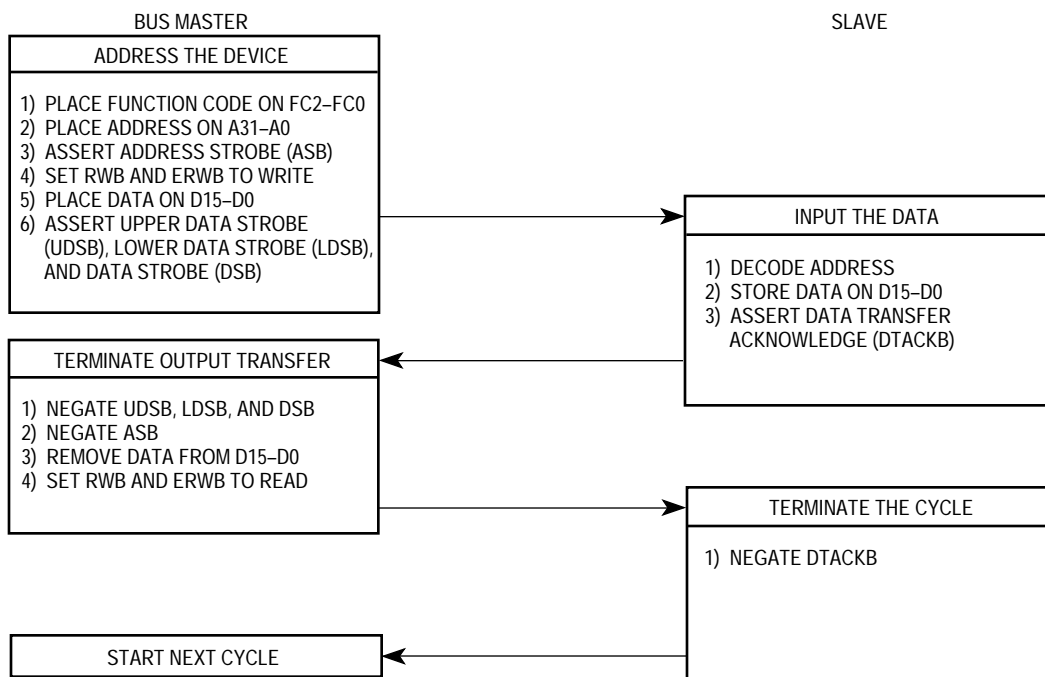 BUS MASTER
SLAVE
ADDRESS THE DEVICE
1) PLACE FUNCTION CODE ON FC2–FC0
2) PLACE ADDRESS ON A31–A0
3) ASSERT ADDRESS STROBE (ASB)
4) SET RWB AND ERWB TO WRITE
5) PLACE DATA ON D15–D0
6) ASSERT UPPER DATA STROBE
(UDSB), LOWER DATA STROBE (LDSB),
AND DATA STROBE (DSB)
INPUT THE DATA
1) DECODE ADDRESS
2) STORE DATA ON D15–D0
3) ASSERT DATA TRANSFER
ACKNOWLEDGE (DTACKB)
TERMINATE OUTPUT TRANSFER
1) NEGATE UDSB, LDSB, AND DSB
2) NEGATE ASB
3) REMOVE DATA FROM D15–D0
4) SET RWB AND ERWB TO READ
TERMINATE THE CYCLE
1) NEGATE DTACKB
START NEXT CYCLE